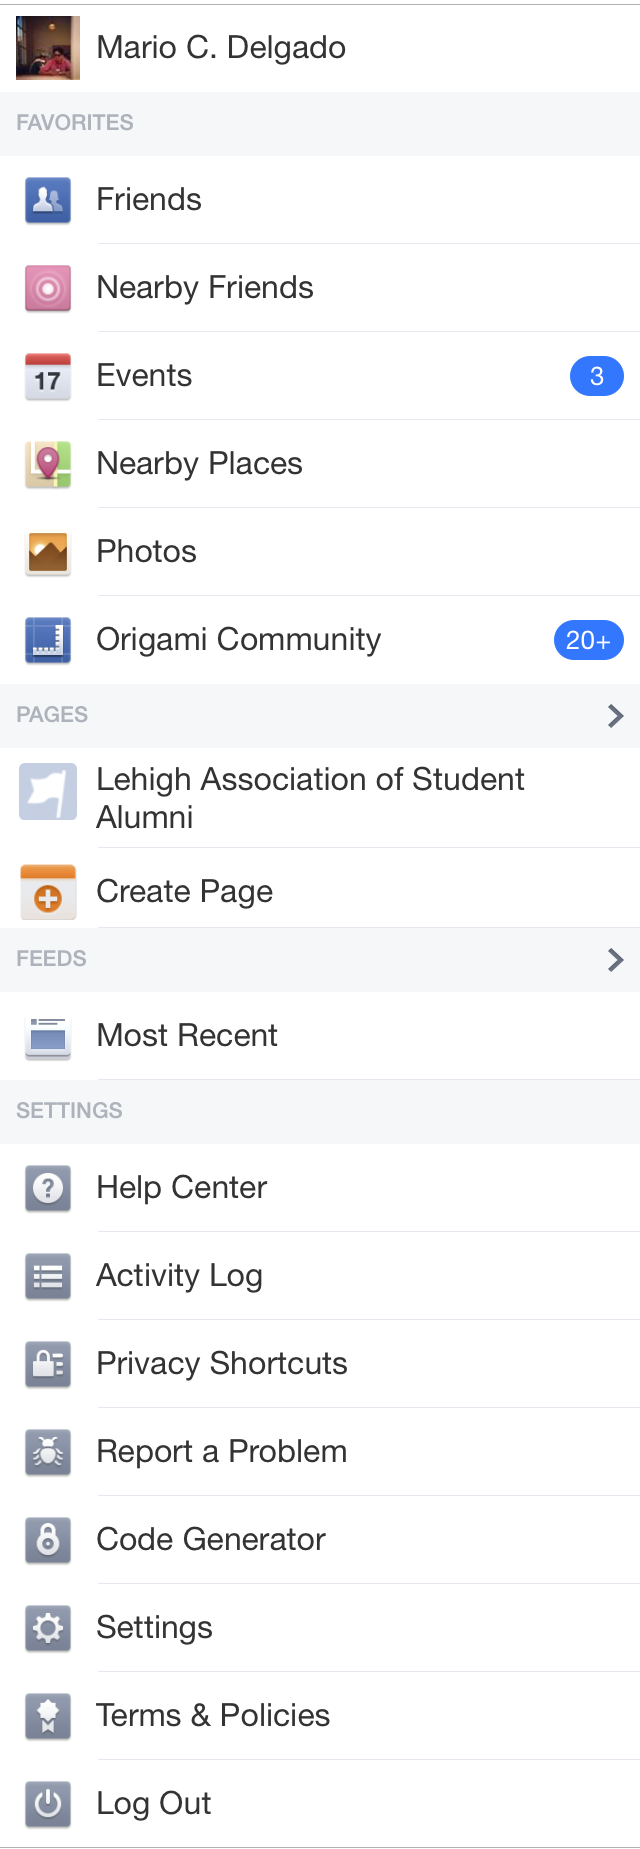 Mario C. Delgado
FAVORITES
Friends
Nearby Friends
17
Events
3
Nearby Places
Photos
Origami Community
20+
PAGES
Lehigh Association of Student
Alumni
Create Page
FEEDS
Most Recent
SETTINGS
?
Help Center
Activity Log
Privacy Shortcuts
Report a Problem
Code Generator
Settings
Terms & Policies
Log Out